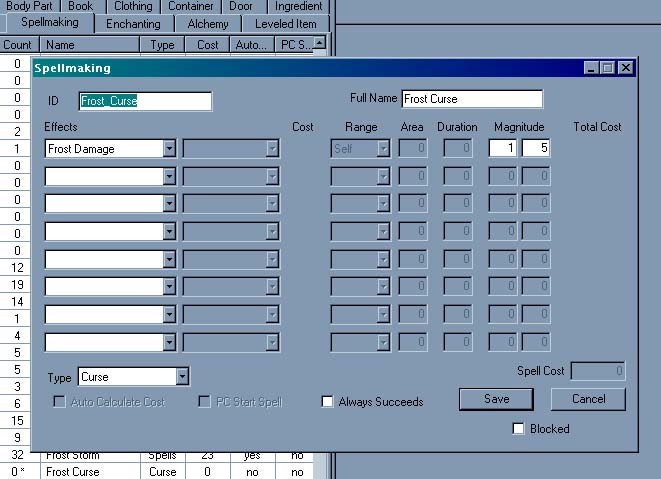 Body Part Book Clothing Container Door Ingredient
Spellmaking Enchanting Alchemy Leveled Item
Count Name Type Cost Auto... PC S...
0
Spellmaking
0
ID Frost_Curse Full Name Frost Curse
0
0
2 Effects Cost Range Area Duration Magnitude Total Cost
1 Frost Damage Self 0 0 1 5
0 0 0 0 0
0 0 0 0 0
0 0 0 0 0
0 0 0 0 0
0
12 0 0 0 0
19 0 0 0 0
14
1 0 0 0 0
4 0 0 0 0
5
5 Spell Cost 0
3 Type Curse
6 Auto Calculate Cost PC Start Spell Always Succeeds Save Cancel
15
9 Blocked
32 Frost Storm Spells 23 yes no
0 * Frost Curse Curse 0 no no